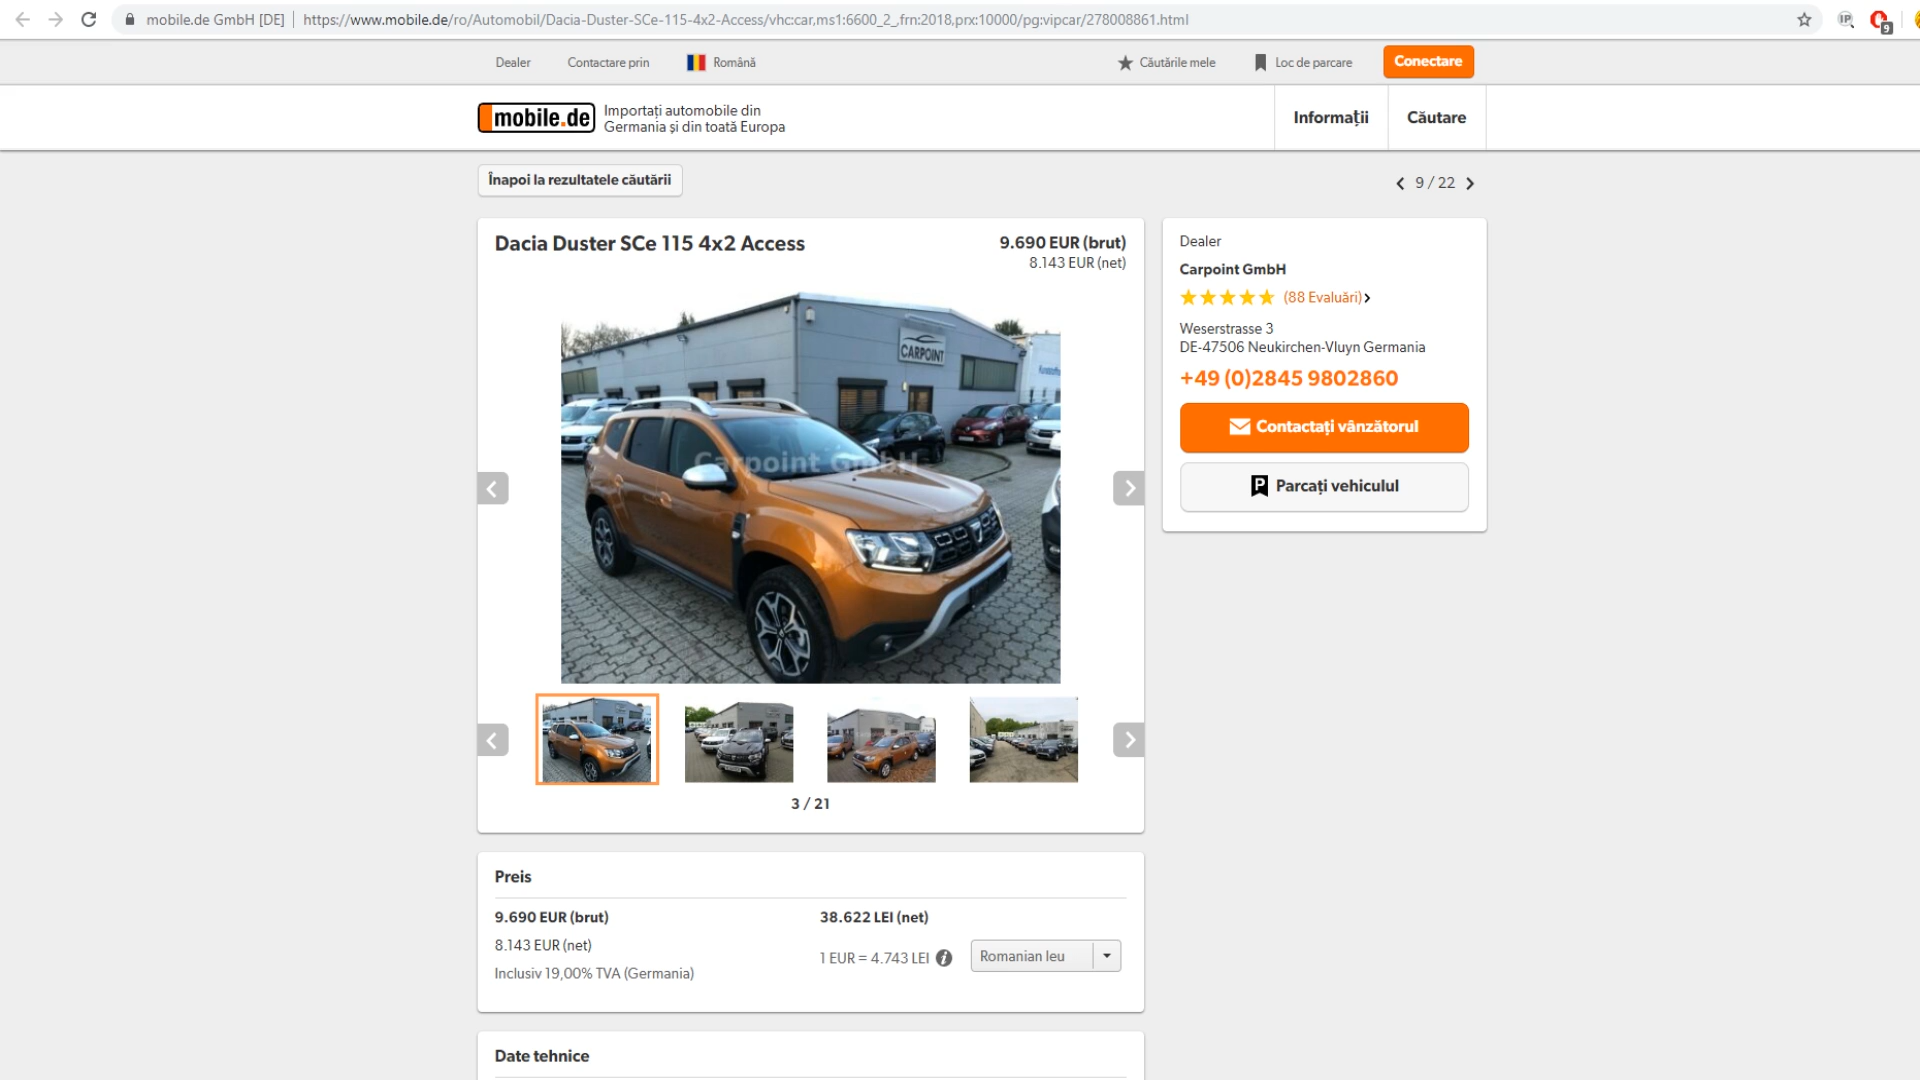 mobile.de GmbH [DE] | https://www.mobile.de/ro/Automobil/Dacia-Duster-SCe-115-4x2-Access/vhc:car,ms1:6600_2_,frn:2018,prx:10000/pg:vipcar/278008861.html
IP
9
Dealer Contactare prin Română Căutările mele Loc de parcare Conectare
mobile.de
Importați automobile din
Germania și din toată Europa
Informații Căutare
Înapoi la rezultatele căutării
9 / 22
Dacia Duster SCe 115 4x2 Access
9.690 EUR (brut)
8.143 EUR (net)
CARPOINT
Carpoint GmbH
3 / 21
Dealer
Carpoint GmbH
(88 Evaluări)
Weserstrasse 3
DE-47506 Neukirchen-Vluyn Germania
+49 (0)2845 9802860
Contactați vânzătorul
P Parcați vehiculul
Preis
9.690 EUR (brut)
8.143 EUR (net)
Inclusiv 19,00% TVA (Germania)
38.622 LEI (net)
1 EUR = 4.743 LEI i Romanian leu
Date tehnice